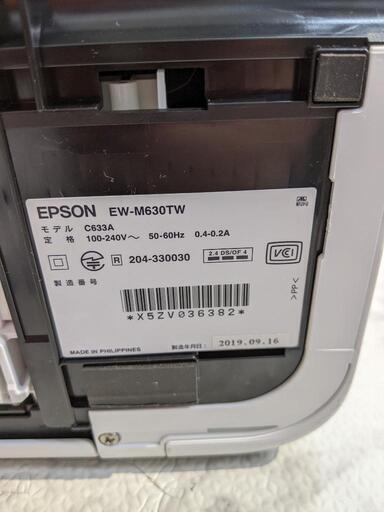 EPSON EW-M630TW
モデル C633A
定 格 100-240V～ 50-60Hz 0.4-0.2A
R 204-330030 2.4 DS/OF 4 VCI
製造番号
*X5ZV036382*
MADE IN PHILIPPINES 製造年月日: 2019.09.16
>PP<